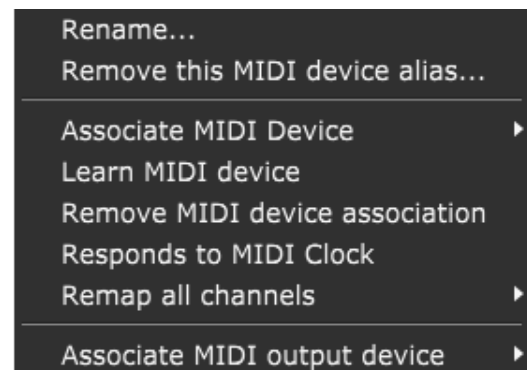 Rename...
Remove this MIDI device alias...
Associate MIDI Device
Learn MIDI device
Remove MIDI device association
Responds to MIDI Clock
Remap all channels
Associate MIDI output device